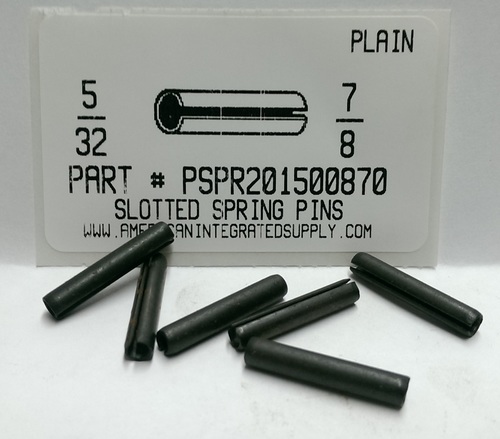 PLAIN
5/32
7/8
PART # PSPR201500870
SLOTTED SPRING PINS
WWW.AMERICANINTEGRATEDSUPPLY.COM